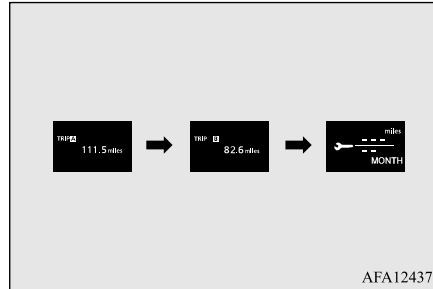 TRIP A
111.5 miles
TRIP B
82.6 miles
miles
---
--
MONTH
AFA12437